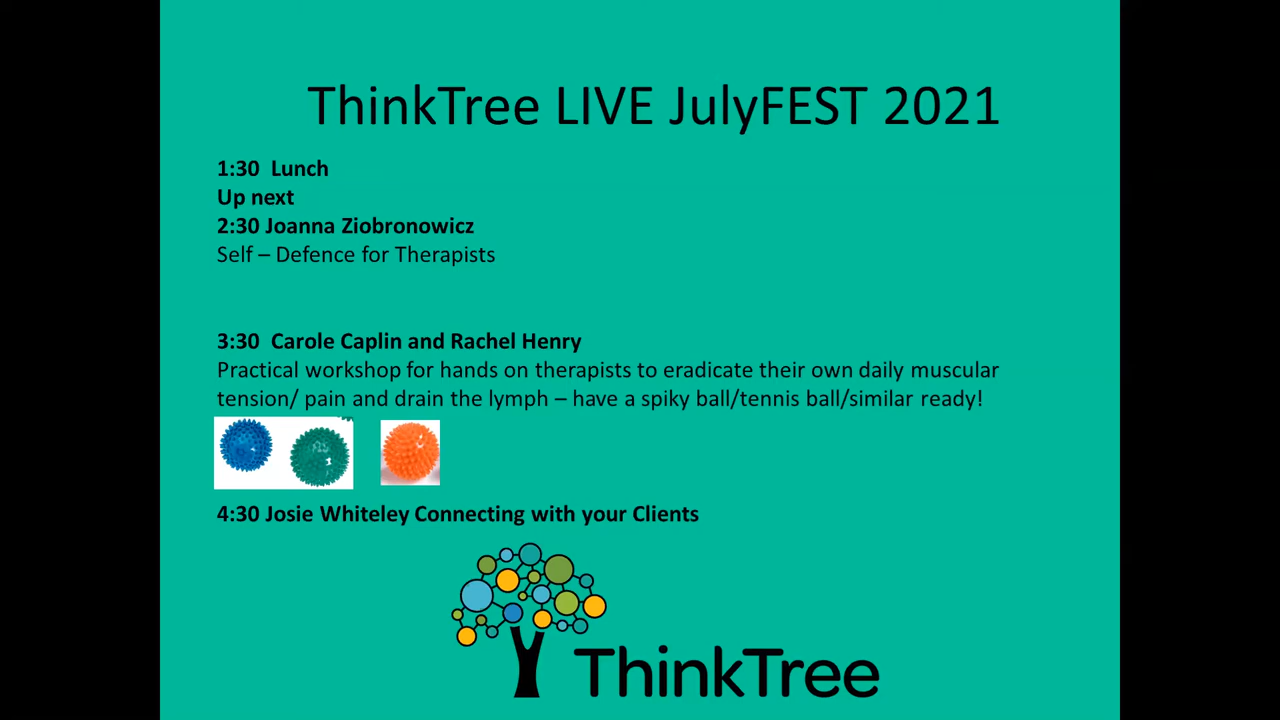 ThinkTree LIVE JulyFEST 2021
1:30  Lunch
Up next
2:30 Joanna Ziobronowicz
Self – Defence for Therapists
3:30  Carole Caplin and Rachel Henry
Practical workshop for hands on therapists to eradicate their own daily muscular
tension/ pain and drain the lymph – have a spiky ball/tennis ball/similar ready!
4:30 Josie Whiteley Connecting with your Clients
ThinkTree